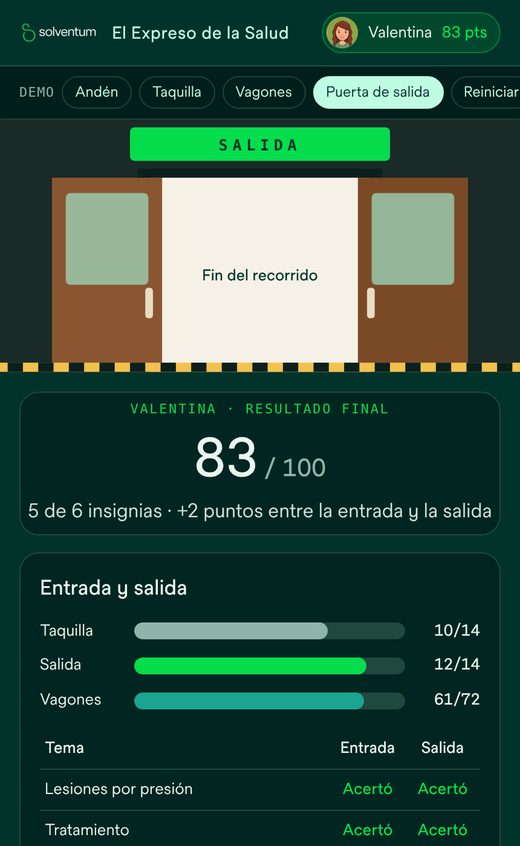 solventum El Expreso de la Salud Valentina 83 pts
DEMO Andén Taquilla Vagones Puerta de salida Reiniciar
SALIDA
Fin del recorrido
VALENTINA · RESULTADO FINAL
83 / 100
5 de 6 insignias · +2 puntos entre la entrada y la salida
Entrada y salida
Taquilla 10/14
Salida 12/14
Vagones 61/72
Tema Entrada Salida
Lesiones por presión Acertó Acertó
Tratamiento Acertó Acertó